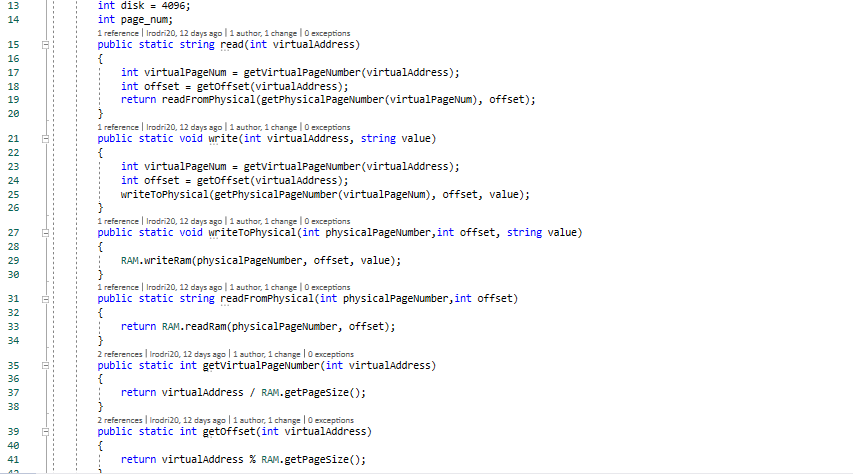 13 int disk = 4096;
14 int page_num;
1 reference | lrodri20, 12 days ago | 1 author, 1 change | 0 exceptions
15 public static string read(int virtualAddress)
16 {
17 int virtualPageNum = getVirtualPageNumber(virtualAddress);
18 int offset = getOffset(virtualAddress);
19 return readFromPhysical(getPhysicalPageNumber(virtualPageNum), offset);
20 }
1 reference | lrodri20, 12 days ago | 1 author, 1 change | 0 exceptions
21 public static void write(int virtualAddress, string value)
22 {
23 int virtualPageNum = getVirtualPageNumber(virtualAddress);
24 int offset = getOffset(virtualAddress);
25 writeToPhysical(getPhysicalPageNumber(virtualPageNum), offset, value);
26 }
1 reference | lrodri20, 12 days ago | 1 author, 1 change | 0 exceptions
27 public static void writeToPhysical(int physicalPageNumber,int offset, string value)
28 {
29 RAM.writeRam(physicalPageNumber, offset, value);
30 }
1 reference | lrodri20, 12 days ago | 1 author, 1 change | 0 exceptions
31 public static string readFromPhysical(int physicalPageNumber,int offset)
32 {
33 return RAM.readRam(physicalPageNumber, offset);
34 }
2 references | lrodri20, 12 days ago | 1 author, 1 change | 0 exceptions
35 public static int getVirtualPageNumber(int virtualAddress)
36 {
37 return virtualAddress / RAM.getPageSize();
38 }
2 references | lrodri20, 12 days ago | 1 author, 1 change | 0 exceptions
39 public static int getOffset(int virtualAddress)
40 {
41 return virtualAddress % RAM.getPageSize();